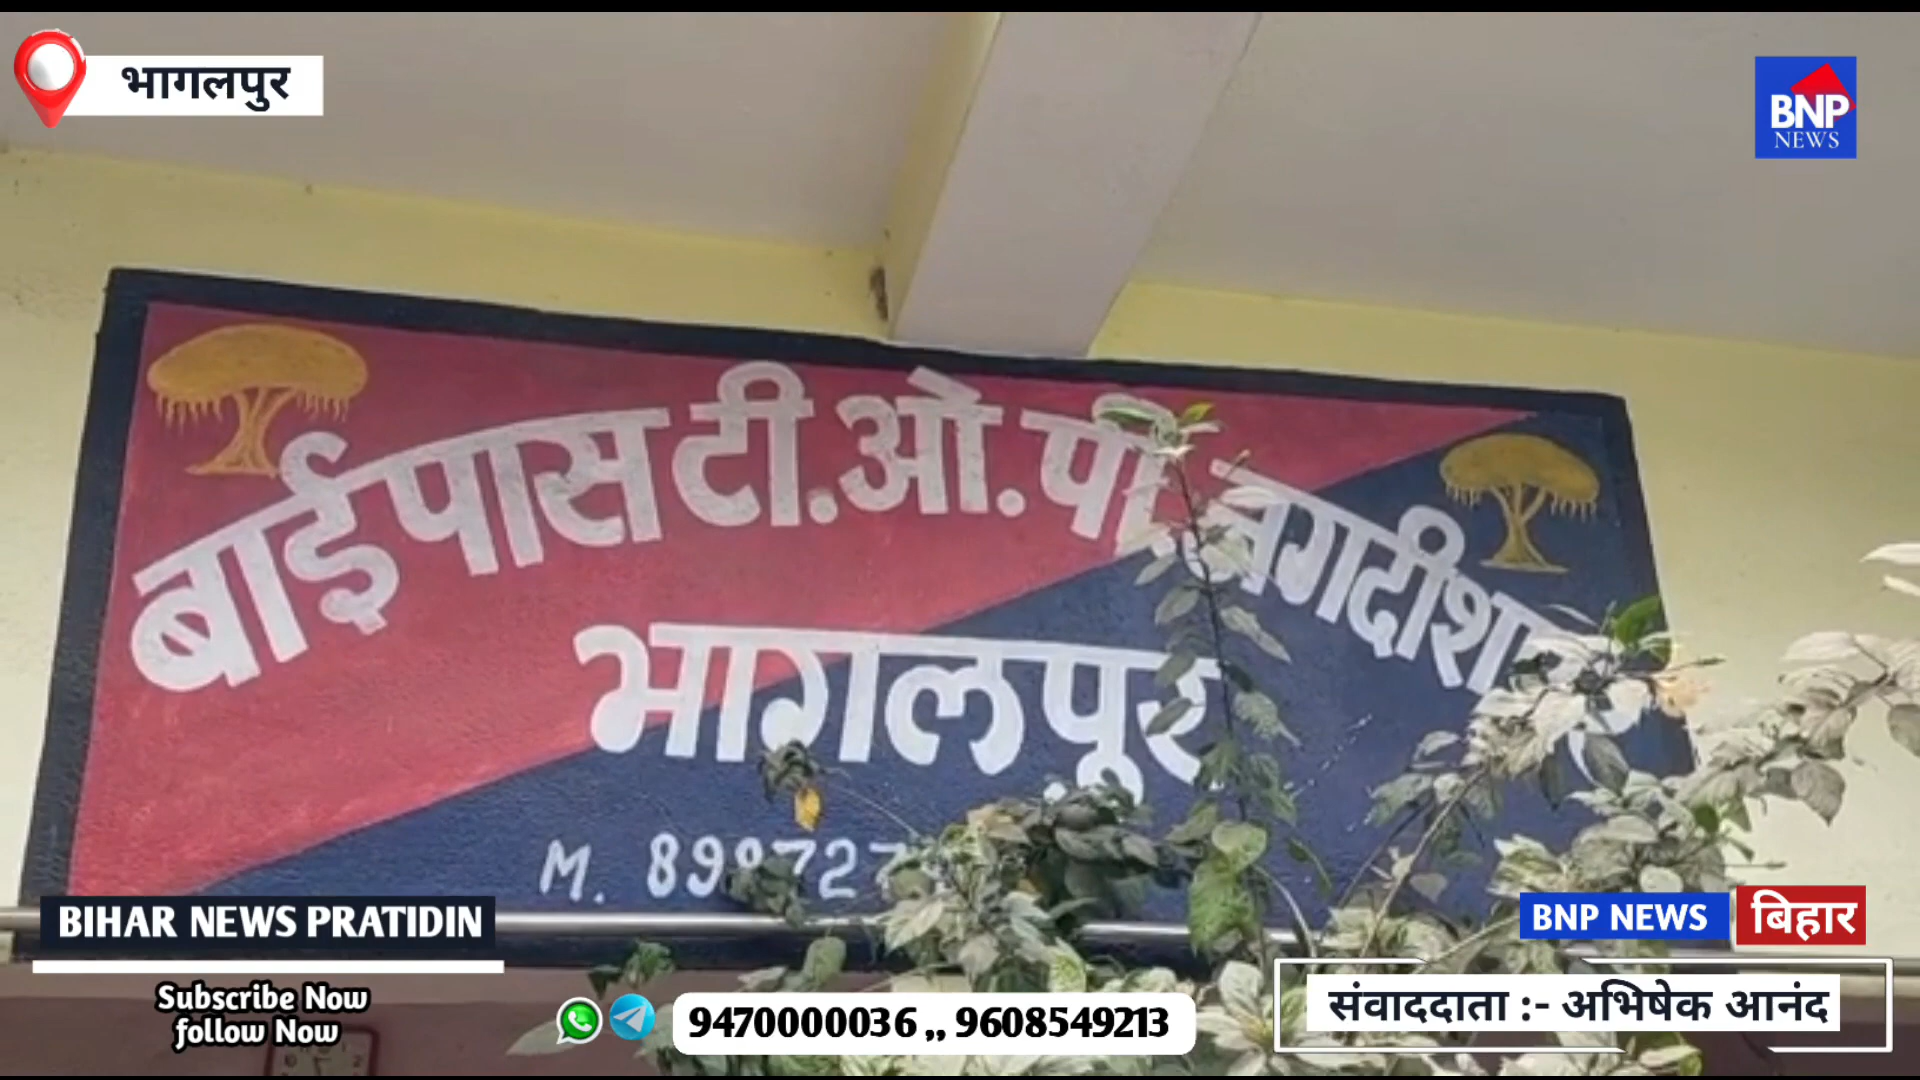 भागलपुर
BNP
NEWS
बाईपास टी.ओ.पी.
भागलपुर
M.
BIHAR NEWS PRATIDIN
BNP NEWS बिहार
Subscribe Now
follow Now
9470000036 ,, 9608549213
संवाददाता :- अभिषेक आनंद